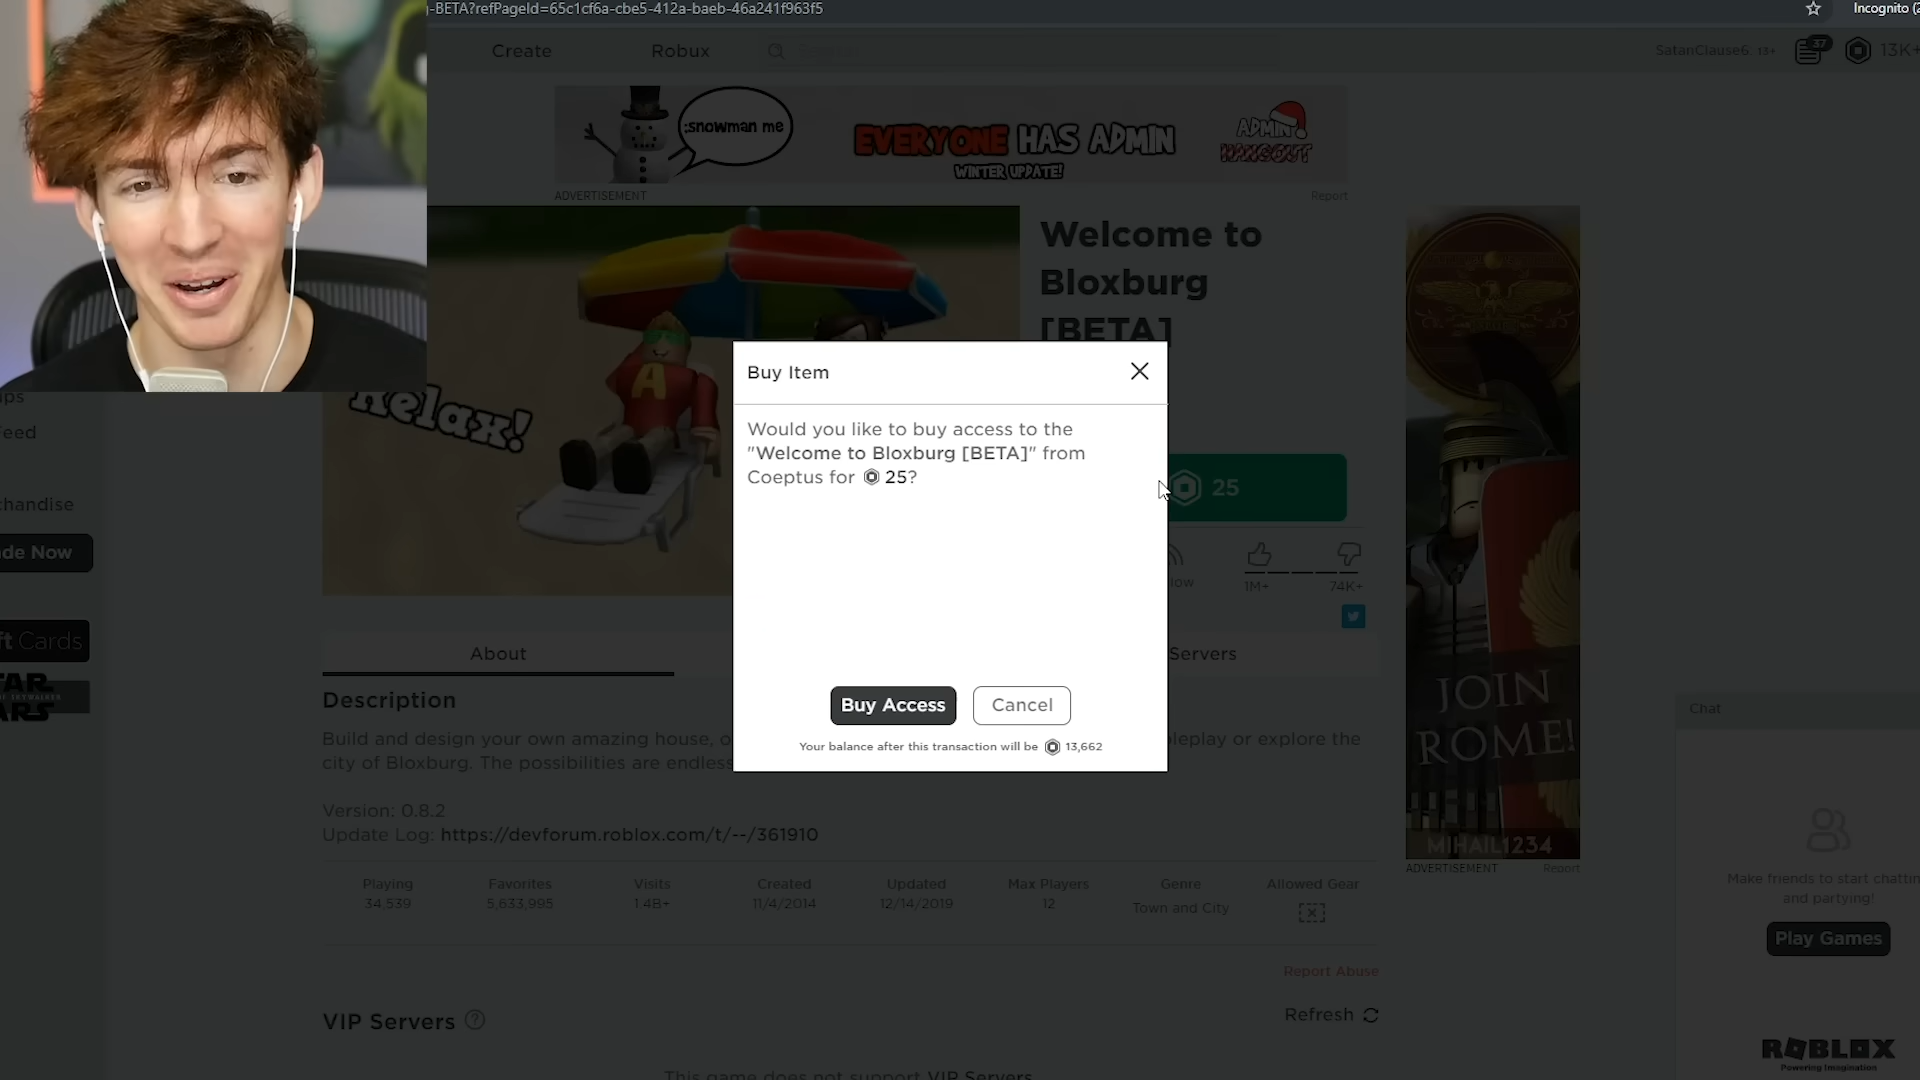 -BETA?refPageId=65c1cf6a-cbe5-412a-baeb-46a241f963f5
Incognito (2
Create
Robux
SatanClause6: 13+
37
13K+
;snowman me
EVERYONE HAS ADMIN
WINTER UPDATE!
ADMIN
HANGOUT
ADVERTISEMENT
Report
Welcome to
Bloxburg
[BETA]
Relax!
A
Buy Item
Would you like to buy access to the
"Welcome to Bloxburg [BETA]" from
Coeptus for 25?
25
Buy Access
Cancel
Your balance after this transaction will be 13,662
ps
eed
chandise
de Now
ft Cards
AR
ARS
low
1M+
74K+
About
Servers
Description
Build and design your own amazing house, o
leplay or explore the
city of Bloxburg. The possibilities are endless
Version: 0.8.2
Update Log: https://devforum.roblox.com/t/--/361910
Playing
Favorites
Visits
Created
Updated
Max Players
Genre
Allowed Gear
34,539
5,633,995
1.4B+
11/4/2014
12/14/2019
12
Town and City
Report Abuse
VIP Servers
Refresh
This game does not support VIP Servers
JOIN
ROME!
MIHAIL1234
ADVERTISEMENT
Report
Chat
Make friends to start chattin
and partying!
Play Games
ROBLOX
Powering Imagination